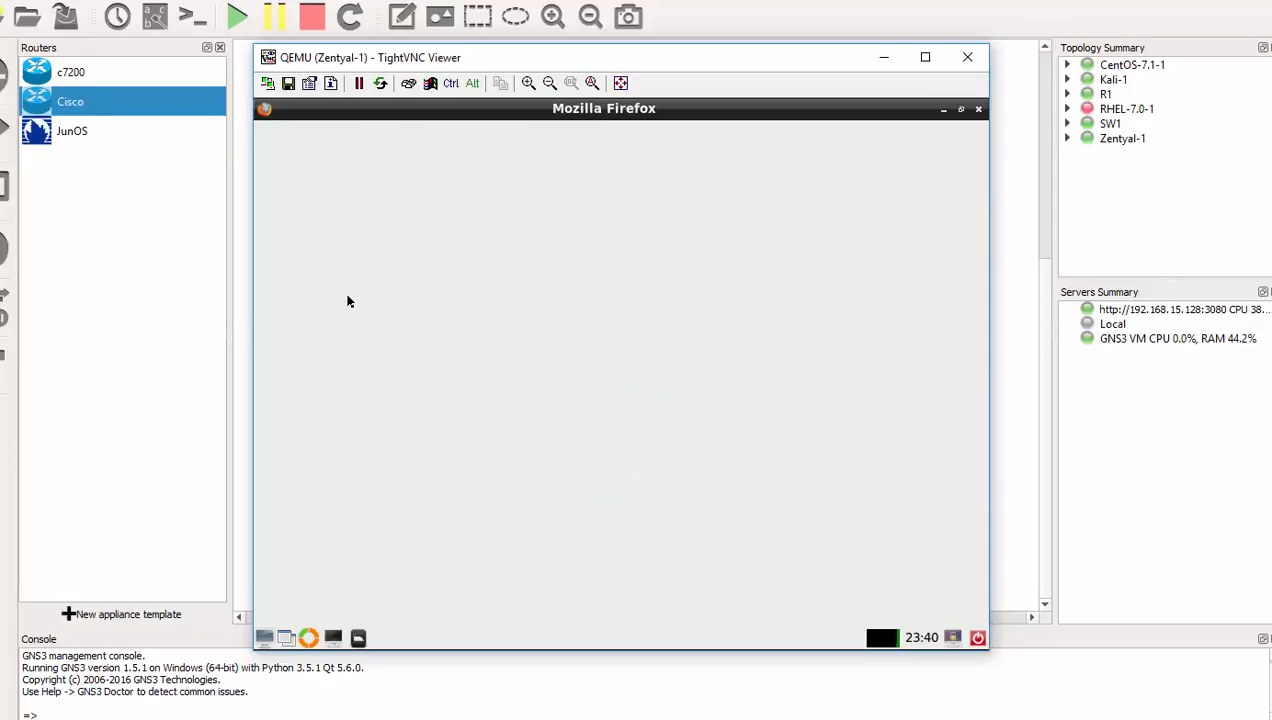 Routers
c7200
Cisco
JunOS
New appliance template
QEMU (Zentyal-1) - TightVNC Viewer
Ctrl
Alt
Mozilla Firefox
23:40
Topology Summary
CentOS-7.1-1
Kali-1
R1
RHEL-7.0-1
SW1
Zentyal-1
Servers Summary
http://192.168.15.128:3080 CPU 38...
Local
GNS3 VM CPU 0.0%, RAM 44.2%
Console
GNS3 management console.
Running GNS3 version 1.5.1 on Windows (64-bit) with Python 3.5.1 Qt 5.6.0.
Copyright (c) 2006-2016 GNS3 Technologies.
Use Help -> GNS3 Doctor to detect common issues.
=>